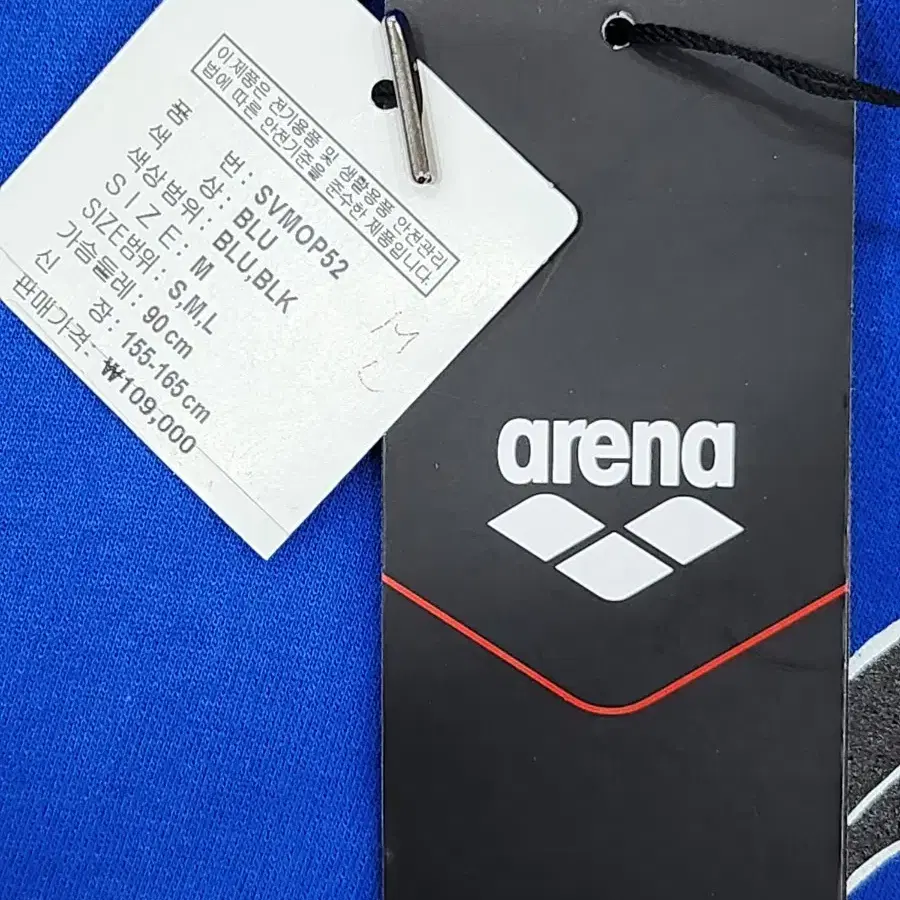 이 제품은 전기용품 및 생활용품 안전관리
법에 따른 안전기준을 준수한 제품입니다.
품 번 : SVMOP52
색 상 : BLU
색상 범위 : BLU,BLK
S I Z E : M
SIZE범위 : S,M,L
가슴둘레 : 90cm
신 장 : 155-165cm
판매가격- ₩109,000
M
arena